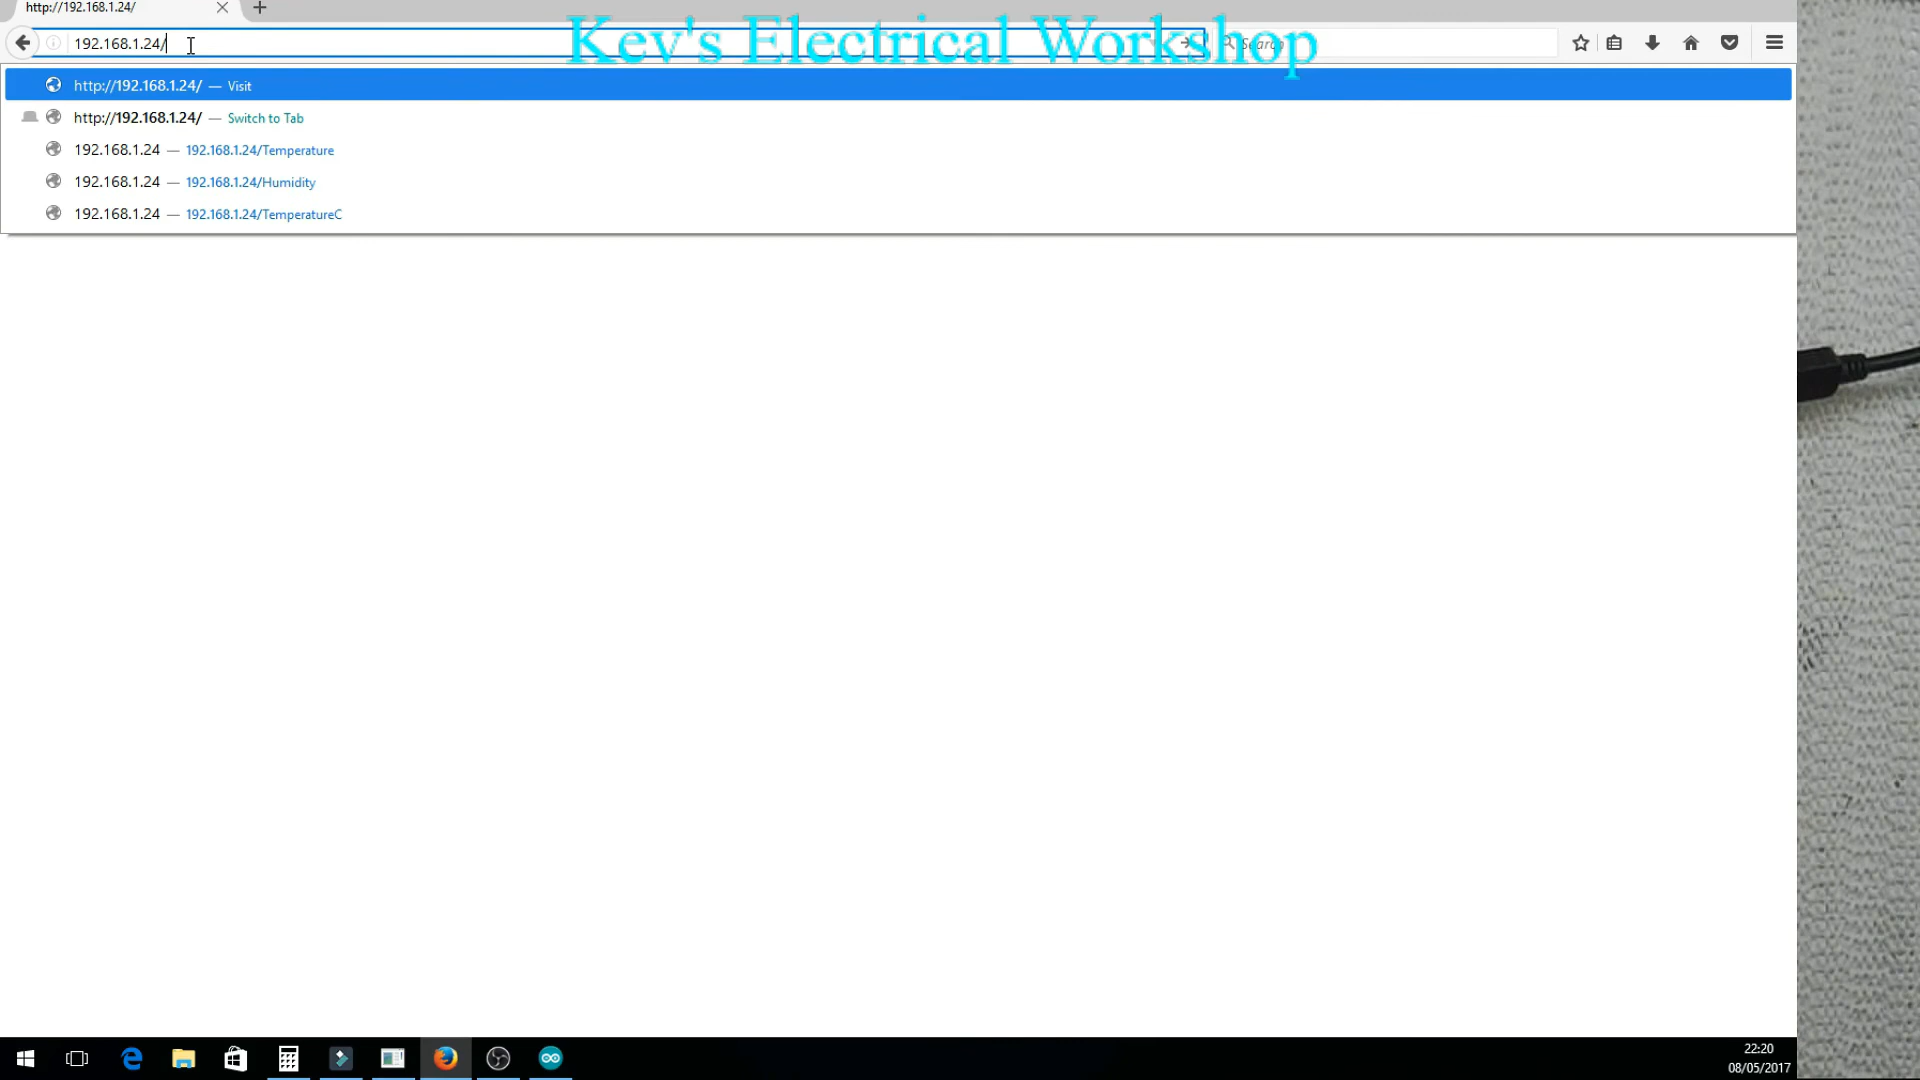 http://192.168.1.24/
192.168.1.24/
Kev's Electrical Workshop
Search
http://192.168.1.24/ — Visit
http://192.168.1.24/ — Switch to Tab
192.168.1.24 — 192.168.1.24/Temperature
192.168.1.24 — 192.168.1.24/Humidity
192.168.1.24 — 192.168.1.24/TemperatureC
22:20
08/05/2017